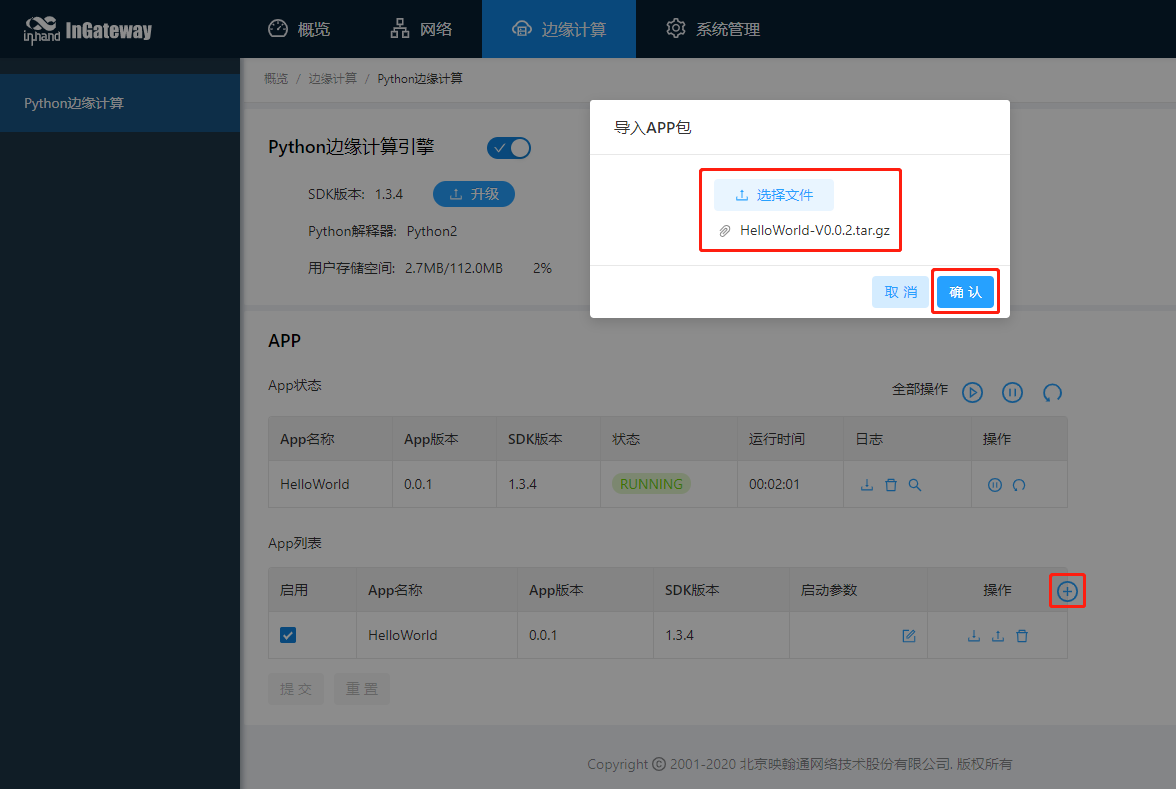 inhand InGateway 概览 网络 边缘计算 系统管理
Python边缘计算
概览 / 边缘计算 / Python边缘计算
导入APP包
选择文件
HelloWorld-V0.0.2.tar.gz
取 消 确 认
Python边缘计算引擎
SDK版本: 1.3.4 升级
Python解释器: Python2
用户存储空间: 2.7MB/112.0MB 2%
APP
App状态 全部操作
App名称 App版本 SDK版本 状态 运行时间 日志 操作
HelloWorld 0.0.1 1.3.4 RUNNING 00:02:01
App列表
启用 App名称 App版本 SDK版本 启动参数 操作
HelloWorld 0.0.1 1.3.4
提 交 重 置
Copyright © 2001-2020 北京映翰通网络技术股份有限公司. 版权所有